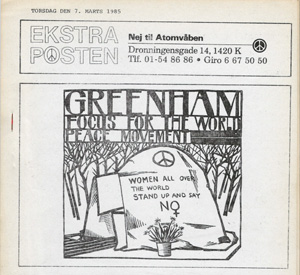 TORSDAG DEN 7. MARTS 1985
EKSTRA
POSTEN
Nej til Atomvåben
Dronningensgade 14, 1420 K
Tlf. 01-54 86 86 • Giro 6 67 50 50
GREENHAM
FOCUS FOR THE WORLD
PEACE MOVEMENT
WOMEN ALL OVER
THE WORLD
STAND UP AND SAY
NO